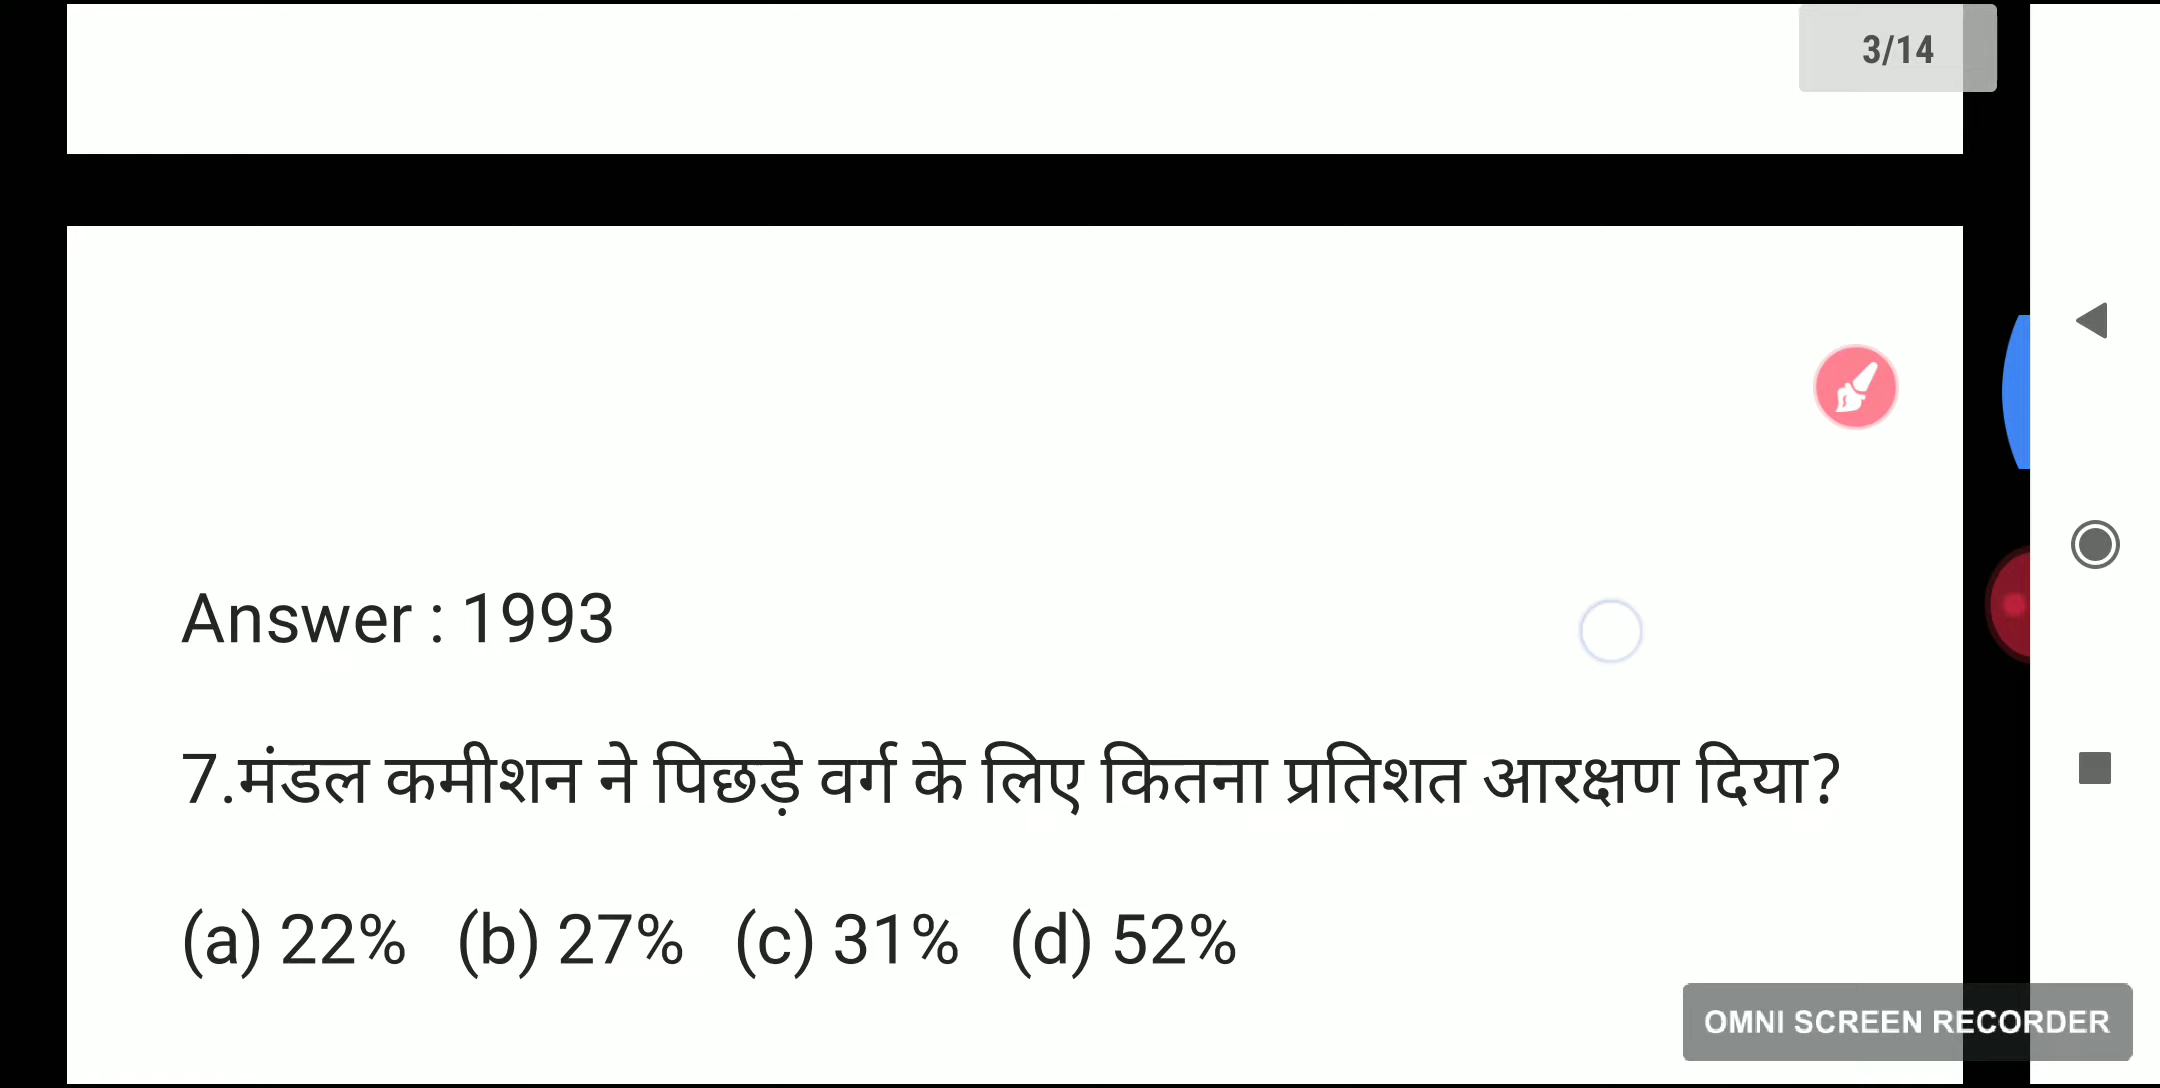 3/14
Answer : 1993
7.मंडल कमीशन ने पिछड़े वर्ग के लिए कितना प्रतिशत आरक्षण दिया?
(a) 22% (b) 27% (c) 31% (d) 52%
OMNI SCREEN RECORDER